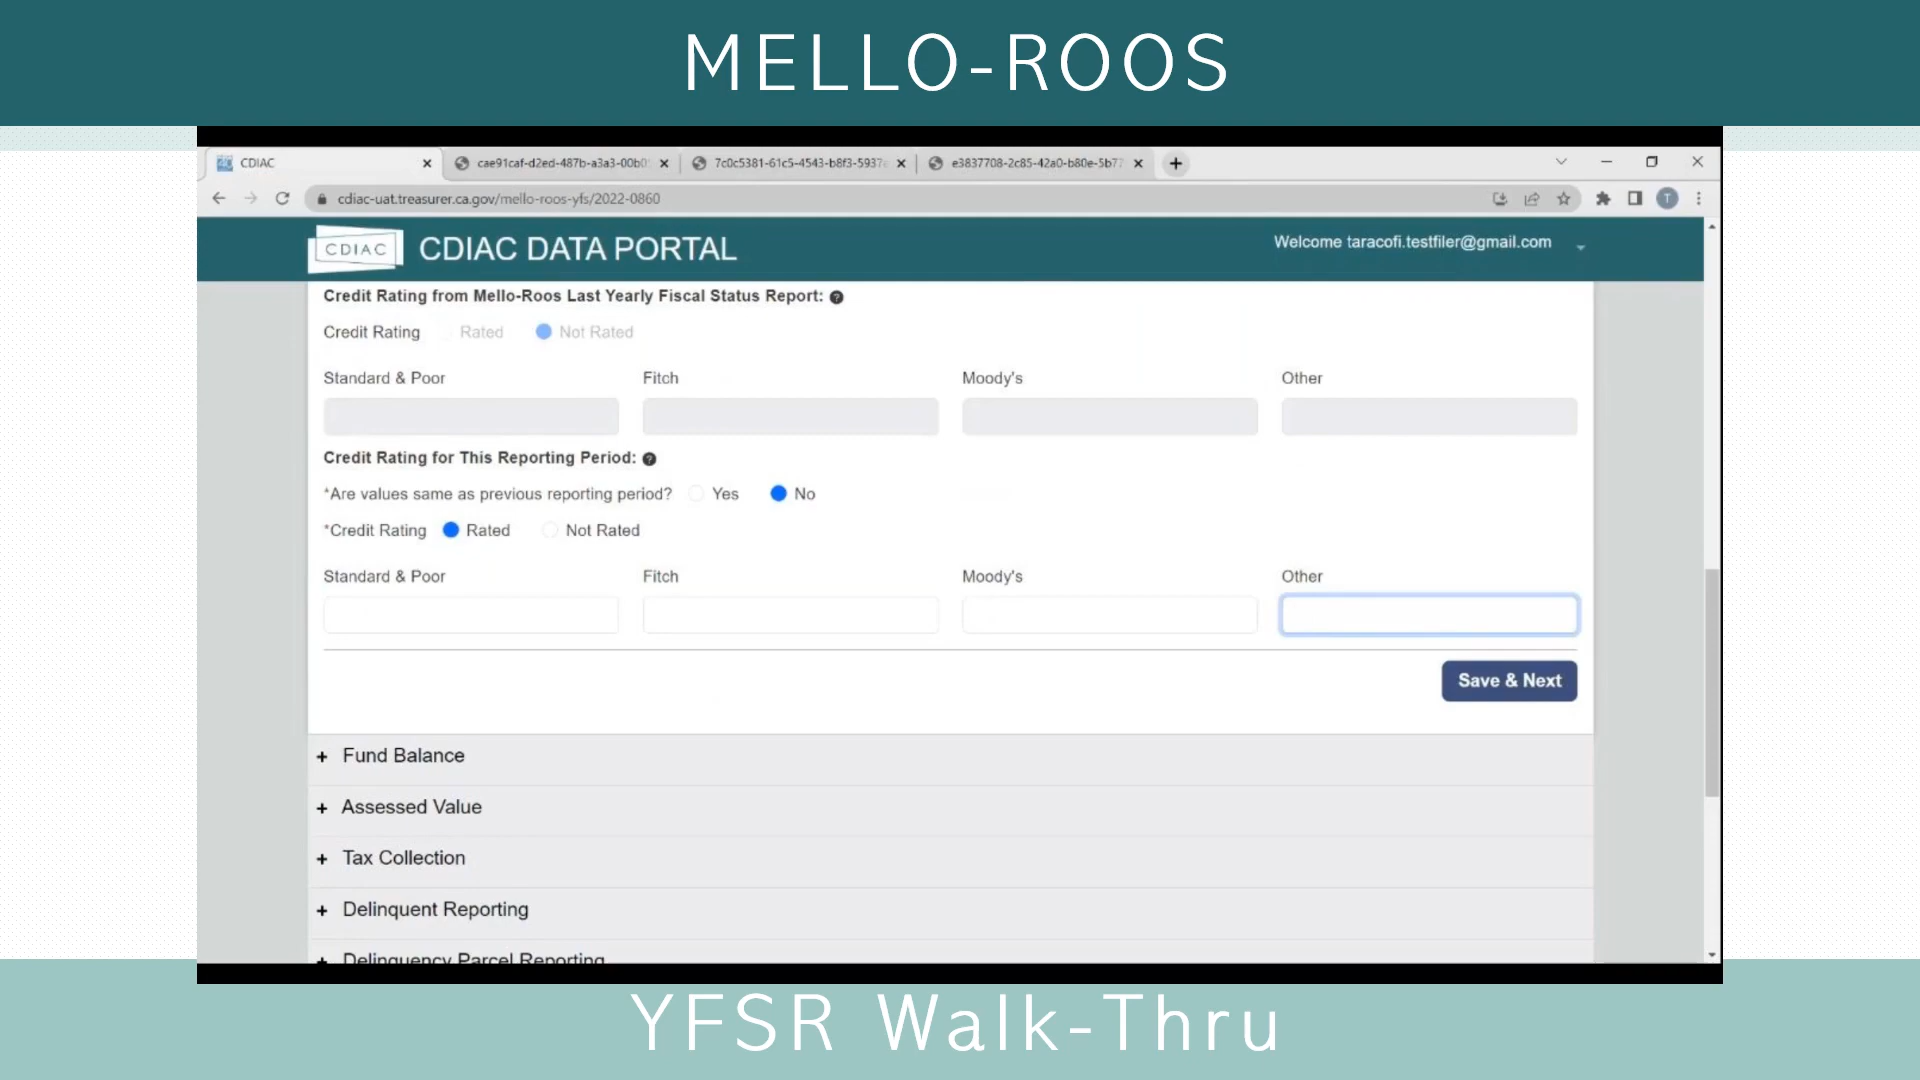 MELLO-ROOS
CDIAC
cae91caf-d2ed-487b-a3a3-00b0
7c0c5381-61c5-4543-b8f3-5937e
e3837708-2c85-42a0-b80e-5b77
cdiac-uat.treasurer.ca.gov/mello-roos-yfs/2022-0860
T
CDIAC
CDIAC DATA PORTAL
Welcome taracofi.testfiler@gmail.com
Credit Rating from Mello-Roos Last Yearly Fiscal Status Report: ?
Credit Rating Rated Not Rated
Standard & Poor Fitch Moody's Other
Credit Rating for This Reporting Period: ?
*Are values same as previous reporting period? Yes No
*Credit Rating Rated Not Rated
Standard & Poor Fitch Moody's Other
Save & Next
+ Fund Balance
+ Assessed Value
+ Tax Collection
+ Delinquent Reporting
+ Delinquency Parcel Reporting
YFSR Walk-Thru